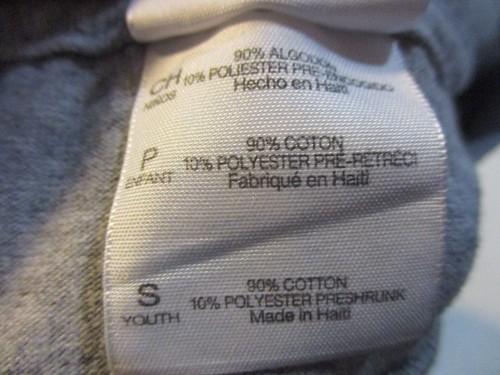 CH
NIÑOS
90% ALGODON
10% POLIESTER PRE-ENCOGIDO
Hecho en Haiti
P
ENFANT
90% COTON
10% POLYESTER PRÉ-RÉTRÉCI
Fabriqué en Haiti
S
YOUTH
90% COTTON
10% POLYESTER PRESHRUNK
Made in Haiti